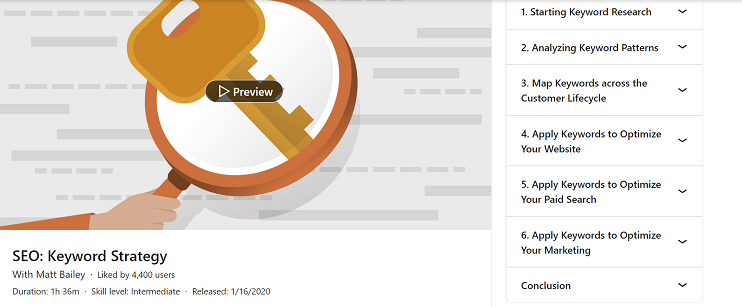 Preview
SEO: Keyword Strategy
With Matt Bailey · Liked by 4,400 users
Duration: 1h 36m · Skill level: Intermediate · Released: 1/16/2020
1. Starting Keyword Research
2. Analyzing Keyword Patterns
3. Map Keywords across the
Customer Lifecycle
4. Apply Keywords to Optimize
Your Website
5. Apply Keywords to Optimize
Your Paid Search
6. Apply Keywords to Optimize
Your Marketing
Conclusion